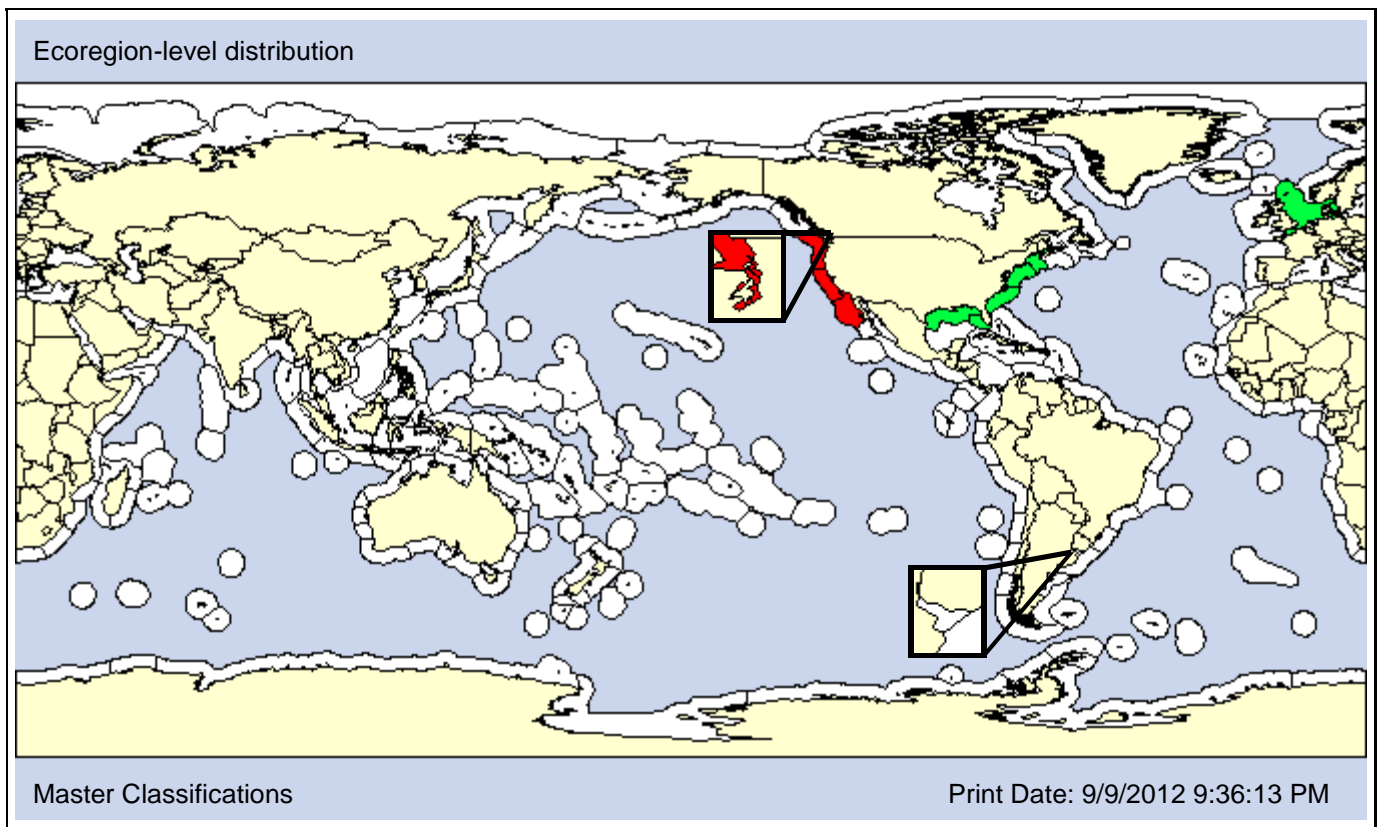 Ecoregion-level distribution
Master Classifications
Print Date: 9/9/2012 9:36:13 PM